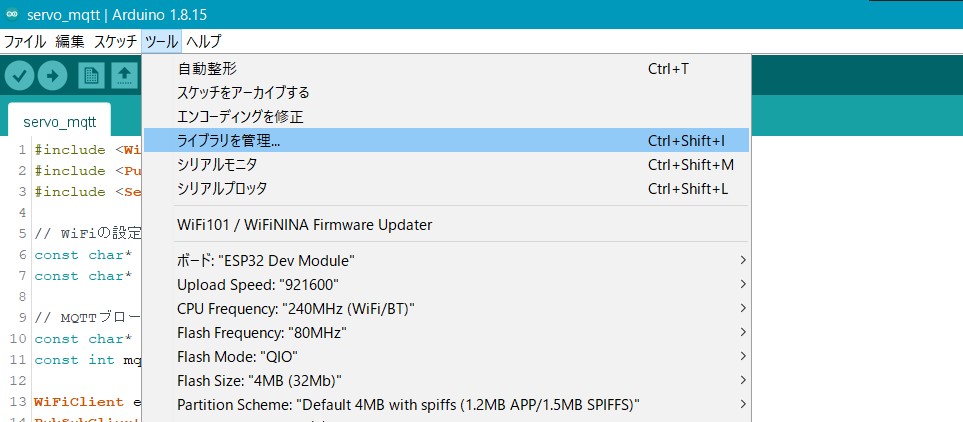 servo_mqtt | Arduino 1.8.15
ファイル 編集 スケッチ ツール ヘルプ
自動整形 Ctrl+T
スケッチをアーカイブする
エンコーディングを修正
ライブラリを管理... Ctrl+Shift+I
シリアルモニタ Ctrl+Shift+M
シリアルプロッタ Ctrl+Shift+L
WiFi101 / WiFiNINA Firmware Updater
ボード: "ESP32 Dev Module"
Upload Speed: "921600"
CPU Frequency: "240MHz (WiFi/BT)"
Flash Frequency: "80MHz"
Flash Mode: "QIO"
Flash Size: "4MB (32Mb)"
Partition Scheme: "Default 4MB with spiffs (1.2MB APP/1.5MB SPIFFS)"
servo_mqtt
1 #include <Wi
2 #include <Pu
3 #include <Se
4
5 // WiFiの設定
6 const char*
7 const char*
8
9 // MQTTブロー
10 const char*
11 const int mq
12
13 WiFiClient e
14